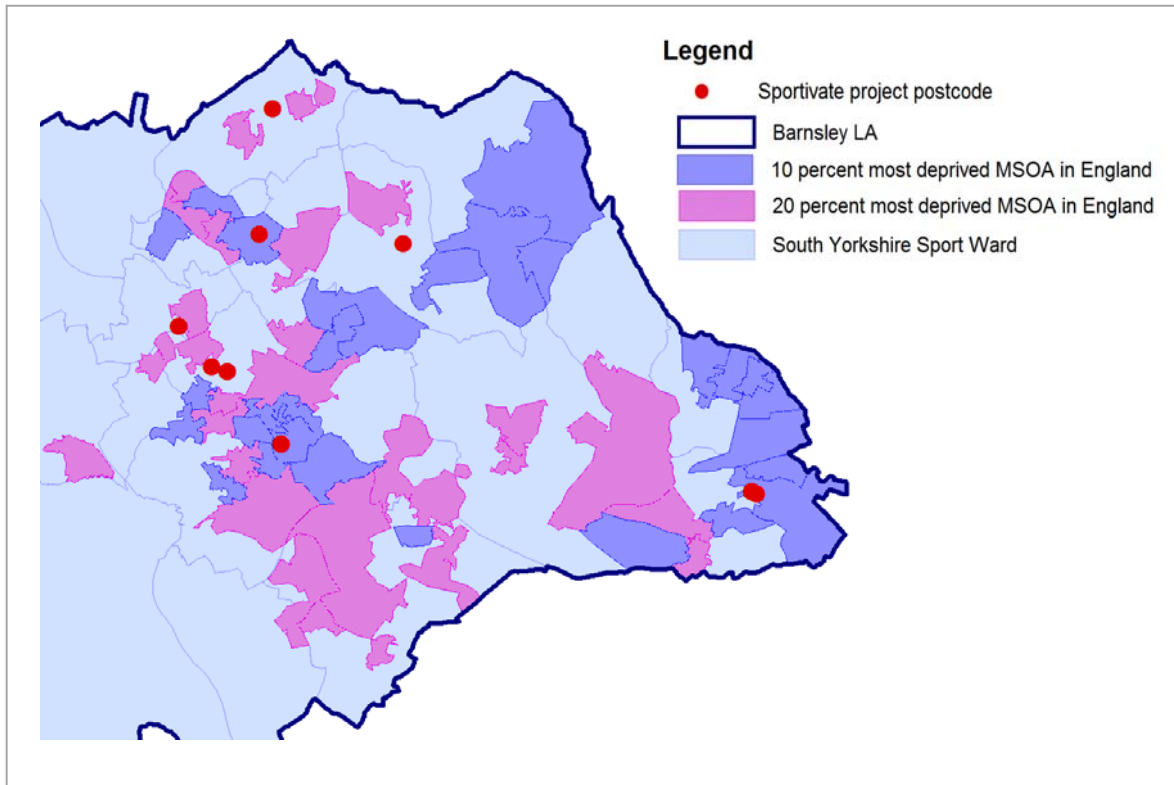 Legend
Sportivate project postcode
Barnsley LA
10 percent most deprived MSOA in England
20 percent most deprived MSOA in England
South Yorkshire Sport Ward